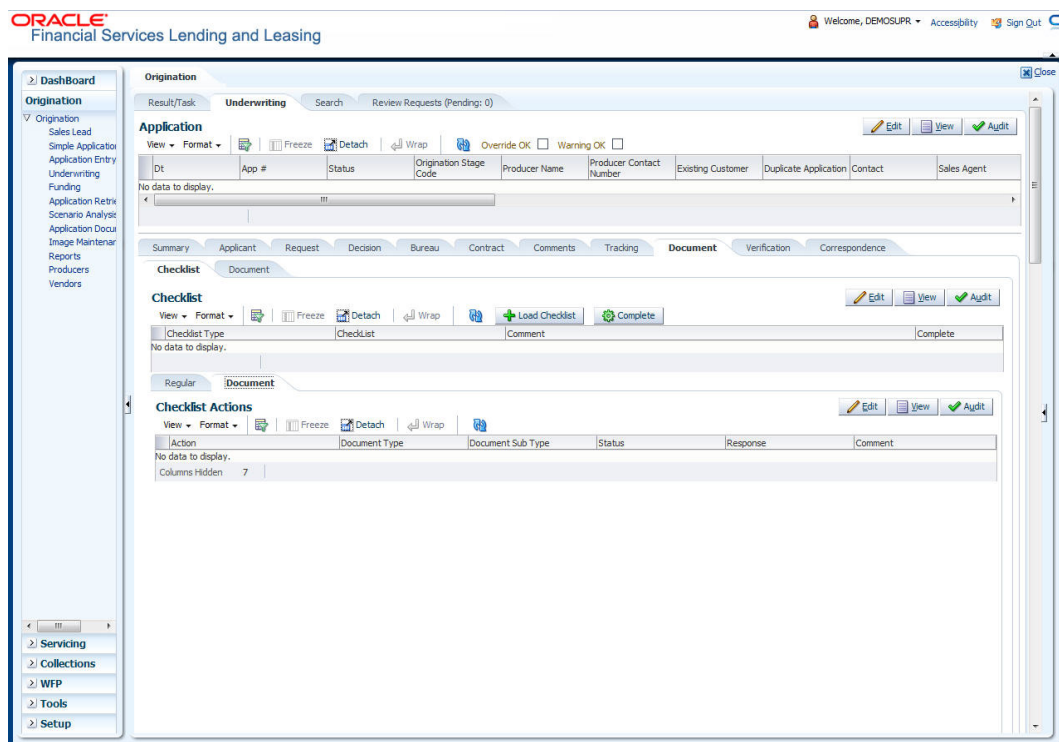 ORACLE
Financial Services Lending and Leasing
Welcome, DEMOSUPR Accessibility Sign Out
Close
DashBoard
Origination
Origination
Sales Lead
Simple Application
Application Entry
Underwriting
Funding
Application Retrie
Scenario Analysis
Application Docu
Image Maintenan
Reports
Producers
Vendors
Servicing
Collections
WFP
Tools
Setup
Origination
Result/Task Underwriting Search Review Requests (Pending: 0)
Application Edit View Audit
View Format Freeze Detach Wrap Override OK Warning OK
Dt App # Status Origination Stage Code Producer Name Producer Contact Number Existing Customer Duplicate Application Contact Sales Agent
No data to display.
Summary Applicant Request Decision Bureau Contract Comments Tracking Document Verification Correspondence
Checklist Document
Checklist Edit View Audit
View Format Freeze Detach Wrap Load Checklist Complete
Checklist Type CheckList Comment Complete
No data to display.
Regular Document
Checklist Actions Edit View Audit
View Format Freeze Detach Wrap
Action Document Type Document Sub Type Status Response Comment
No data to display.
Columns Hidden 7